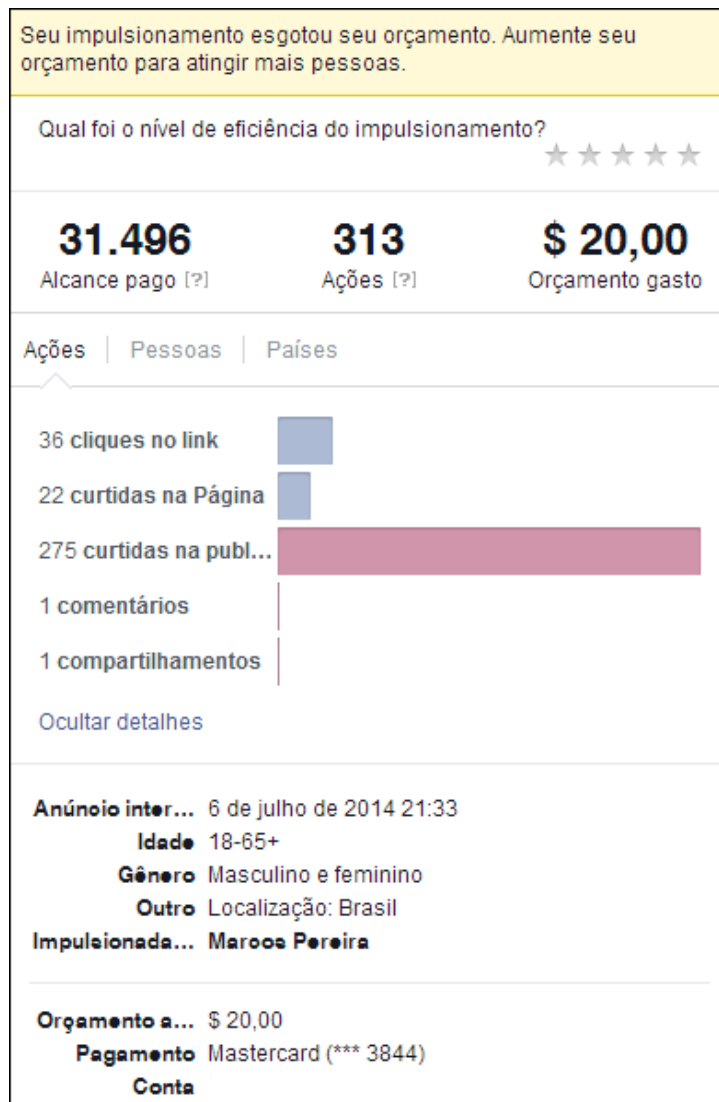 Seu impulsionamento esgotou seu orçamento. Aumente seu
orçamento para atingir mais pessoas.
Qual foi o nível de eficiência do impulsionamento?
31.496 313 $ 20,00
Alcance pago [?] Ações [?] Orçamento gasto
Ações Pessoas Países
36 cliques no link
22 curtidas na Página
275 curtidas na publ...
1 comentários
1 compartilhamentos
Ocultar detalhes
Anúncio inter... 6 de julho de 2014 21:33
Idade 18-65+
Gênero Masculino e feminino
Outro Localização: Brasil
Impulsionada... Marcos Pereira
Orçamento a... $ 20,00
Pagamento Mastercard (*** 3844)
Conta